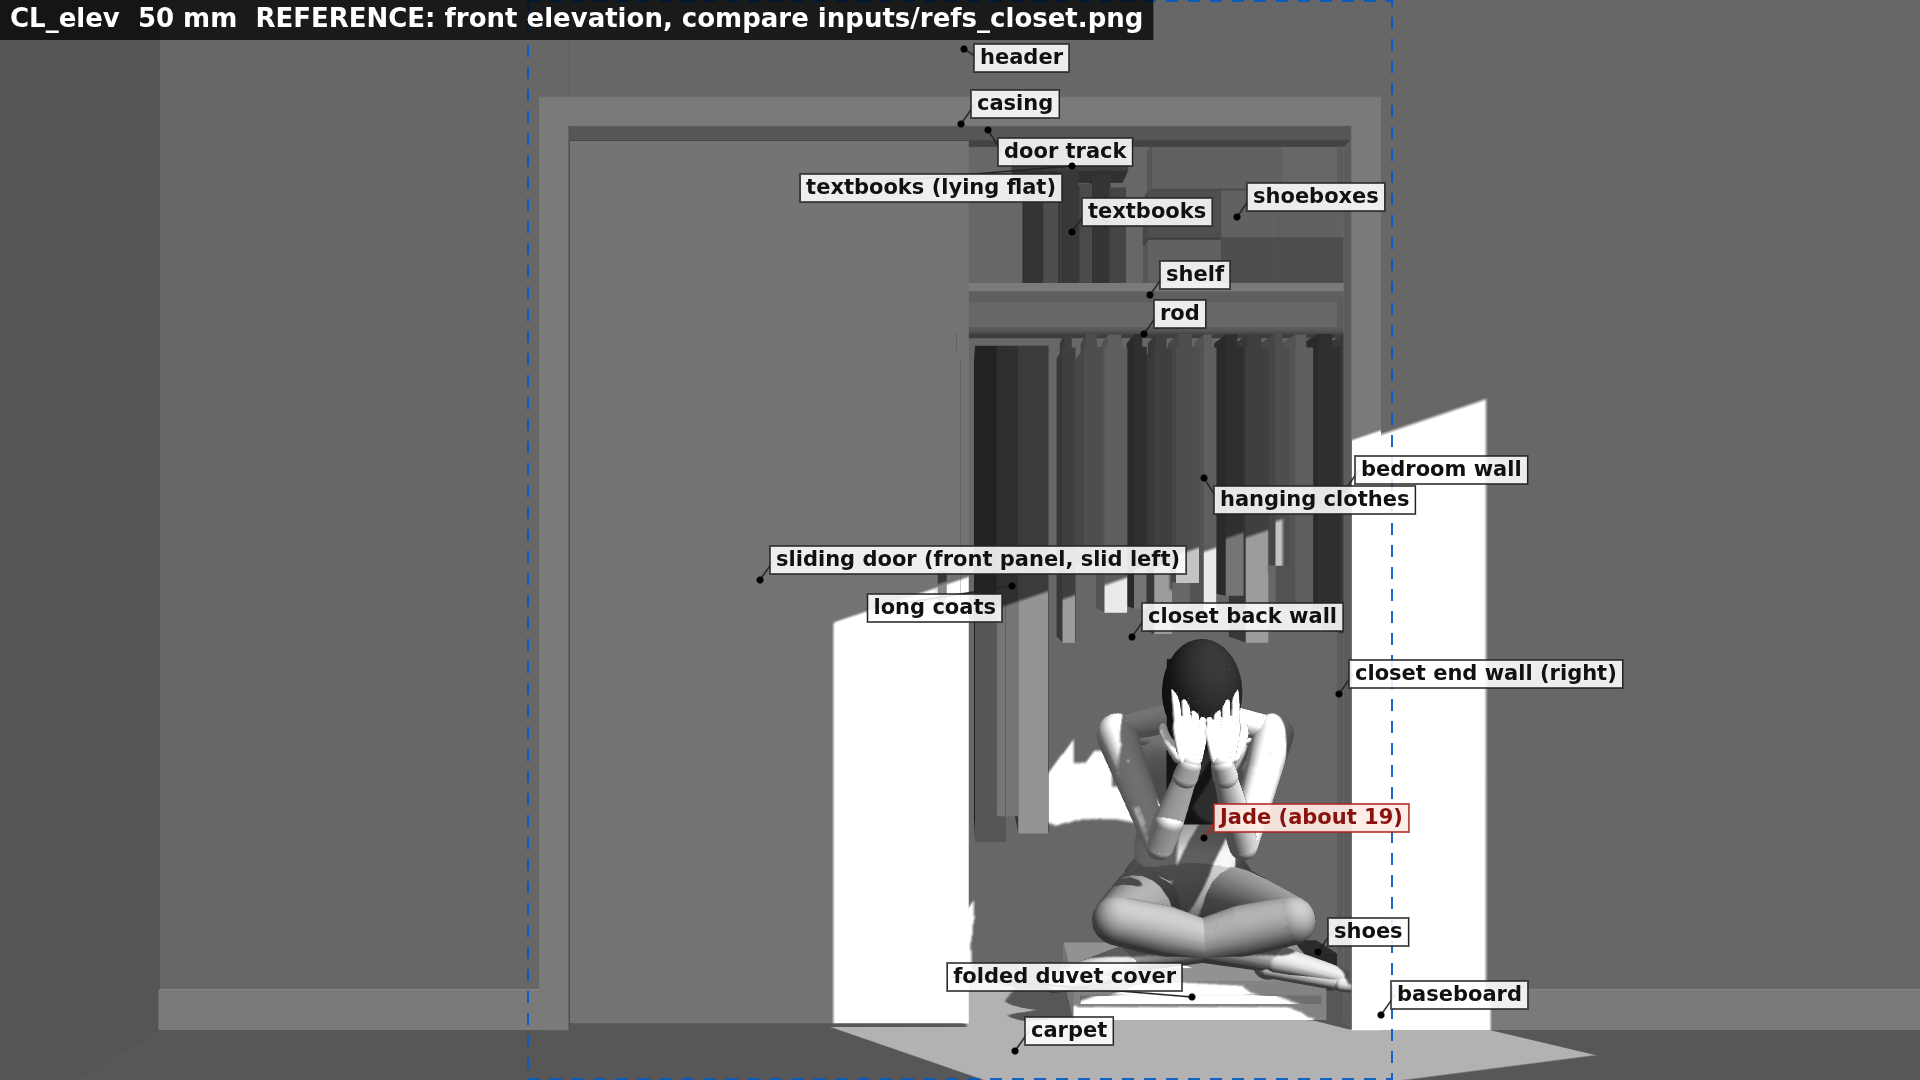 CL_elev 50 mm REFERENCE: front elevation, compare inputs/refs_closet.png
header
casing
door track
textbooks (lying flat)
shoeboxes
textbooks
shelf
rod
bedroom wall
hanging clothes
sliding door (front panel, slid left)
long coats
closet back wall
closet end wall (right)
Jade (about 19)
shoes
folded duvet cover
baseboard
carpet